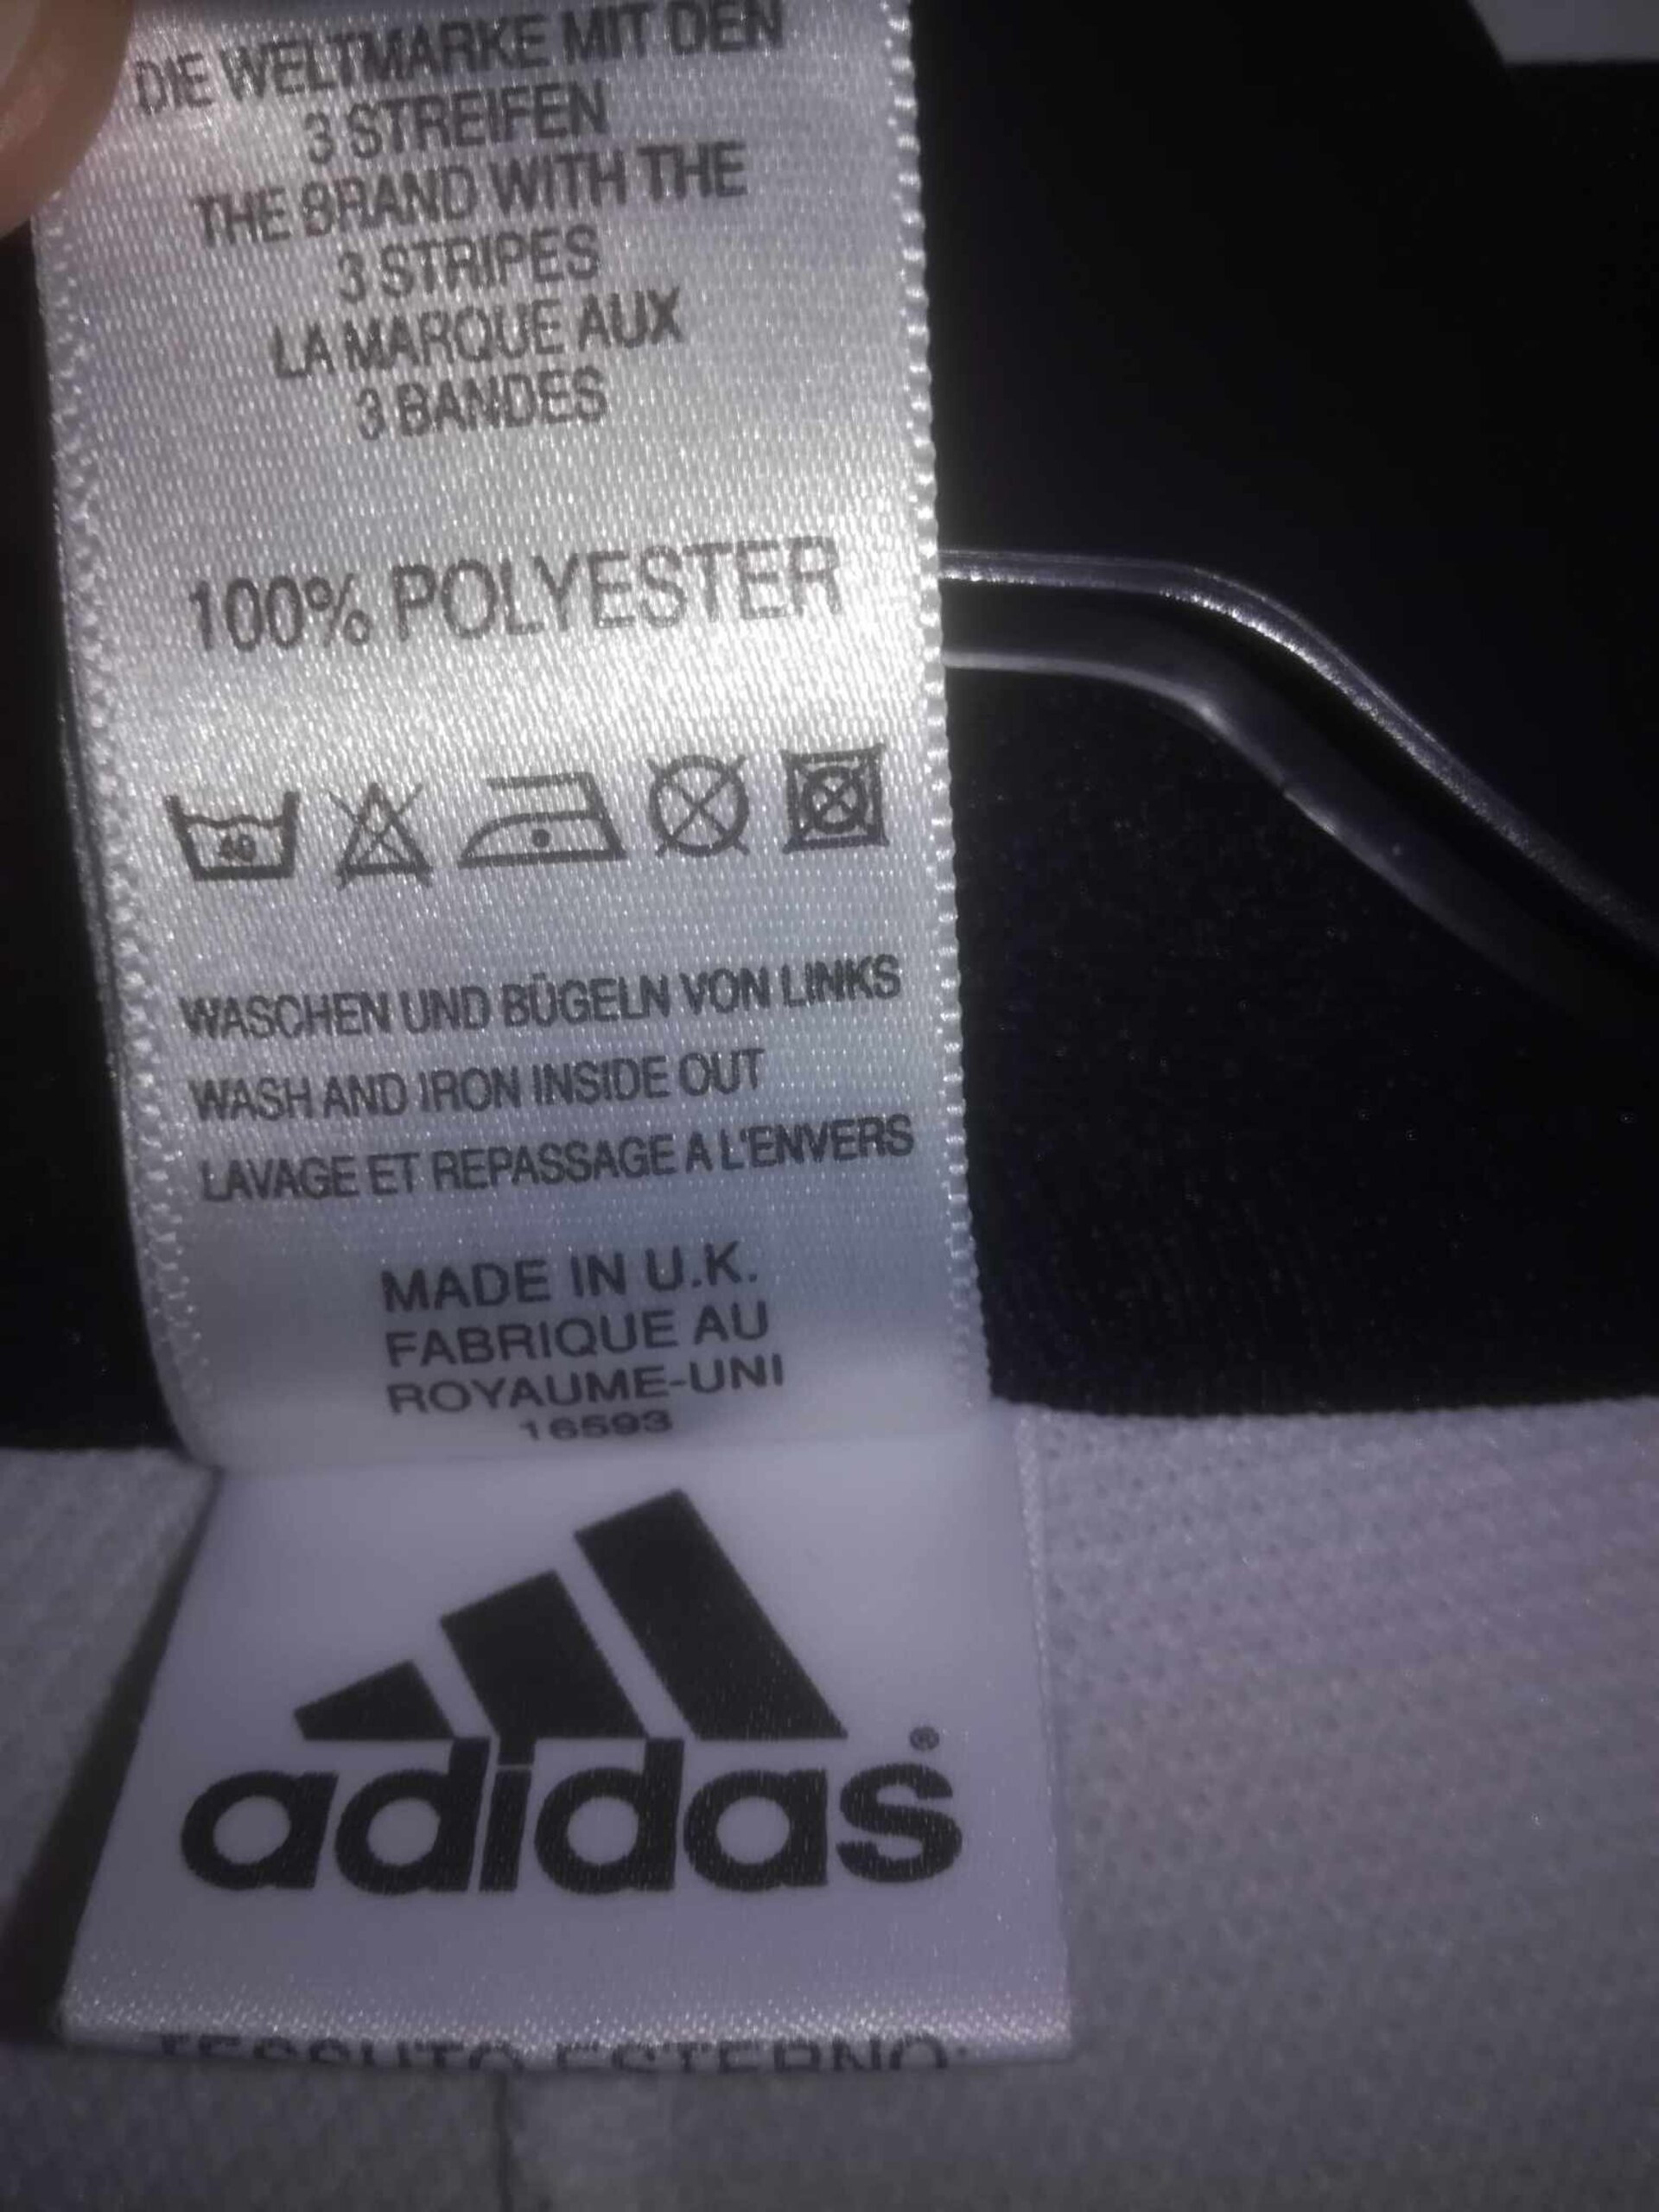 DIE WELTMARKE MIT DEN
3 STREIFEN
THE BRAND WITH THE
3 STRIPES
LA MARQUE AUX
3 BANDES
100% POLYESTER
40
WASCHEN UND BÜGELN VON LINKS
WASH AND IRON INSIDE OUT
LAVAGE ET REPASSAGE A L'ENVERS
MADE IN U.K.
FABRIQUE AU
ROYAUME-UNI
16593
adidas®
TESSUTO ESTERNO: